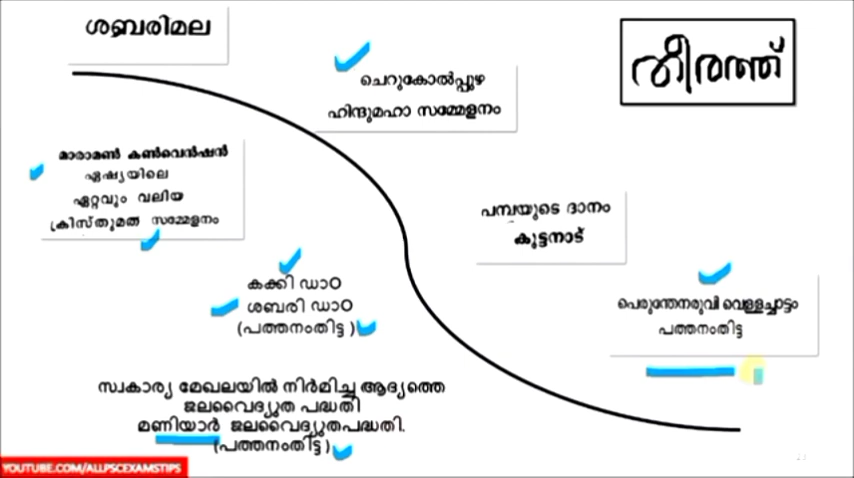 ശബരിമല
തീരത്ത്
ചെറുകോൽപ്പുഴ
ഹിന്ദുമഹാ സമ്മേളനം
മാരാമൺ കൺവെൻഷൻ
ഏഷ്യയിലെ
ഏറ്റവും വലിയ
ക്രിസ്തുമത സമ്മേളനം
പമ്പയുടെ ദാനം
കുട്ടനാട്
കക്കി ഡാO
ശബരി ഡാO
(പത്തനംതിട്ട)
പെരുന്തേനരുവി വെള്ളച്ചാട്ടം
പത്തനംതിട്ട
സ്വകാര്യ മേഖലയിൽ നിർമിച്ച ആദ്യത്തെ
ജലവൈദ്യുത പദ്ധതി
മണിയാർ ജലവൈദ്യുതപദ്ധതി.
(പത്തനംതിട്ട)
YOUTUBE.COM/ALLPSCEXAMSTIPS